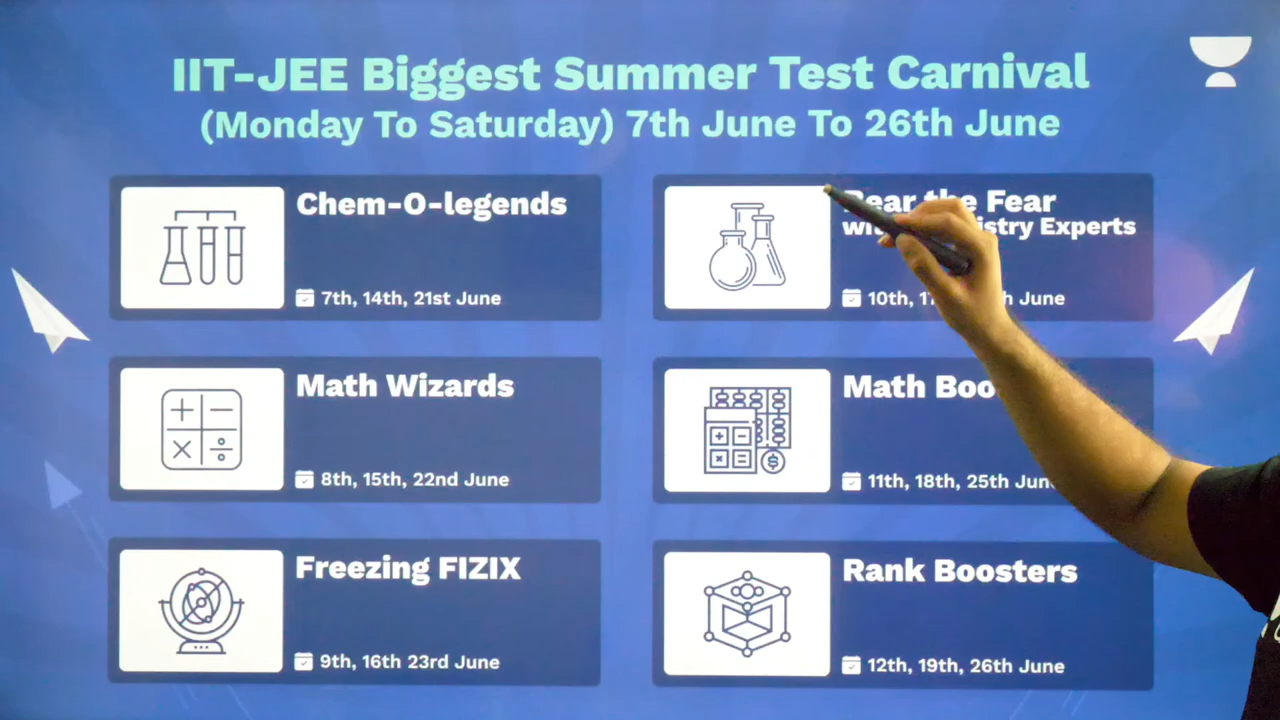 IIT-JEE Biggest Summer Test Carnival
(Monday To Saturday) 7th June To 26th June
Chem-O-legends
7th, 14th, 21st June
Math Wizards
8th, 15th, 22nd June
Freezing FIZIX
9th, 16th 23rd June
the Fear
Experts
10th, June
Math
11th, 18th, 25th
Rank Boosters
12th, 19th, 26th June